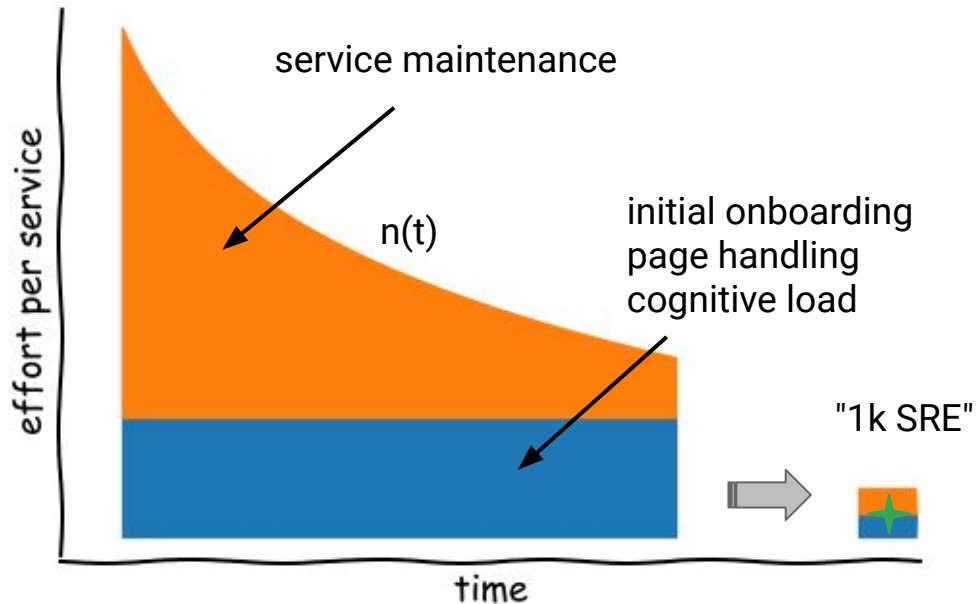 service maintenance
effort per service
n(t)
initial onboarding
page handling
cognitive load
"1k SRE"
time